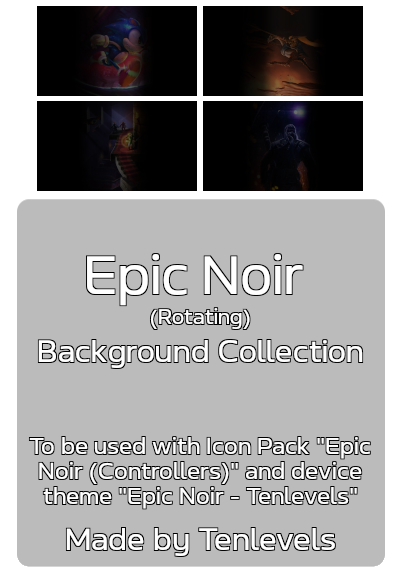 Epic Noir
(Rotating)
Background Collection
To be used with Icon Pack "Epic
Noir (Controllers)" and device
theme "Epic Noir - Tenlevels"
Made by Tenlevels